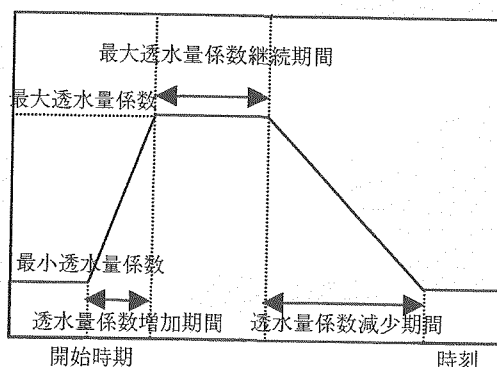 最大透水量係数継続期間
最大透水量係数
最小透水量係数
透水量係数増加期間
透水量係数減少期間
開始時期
時刻